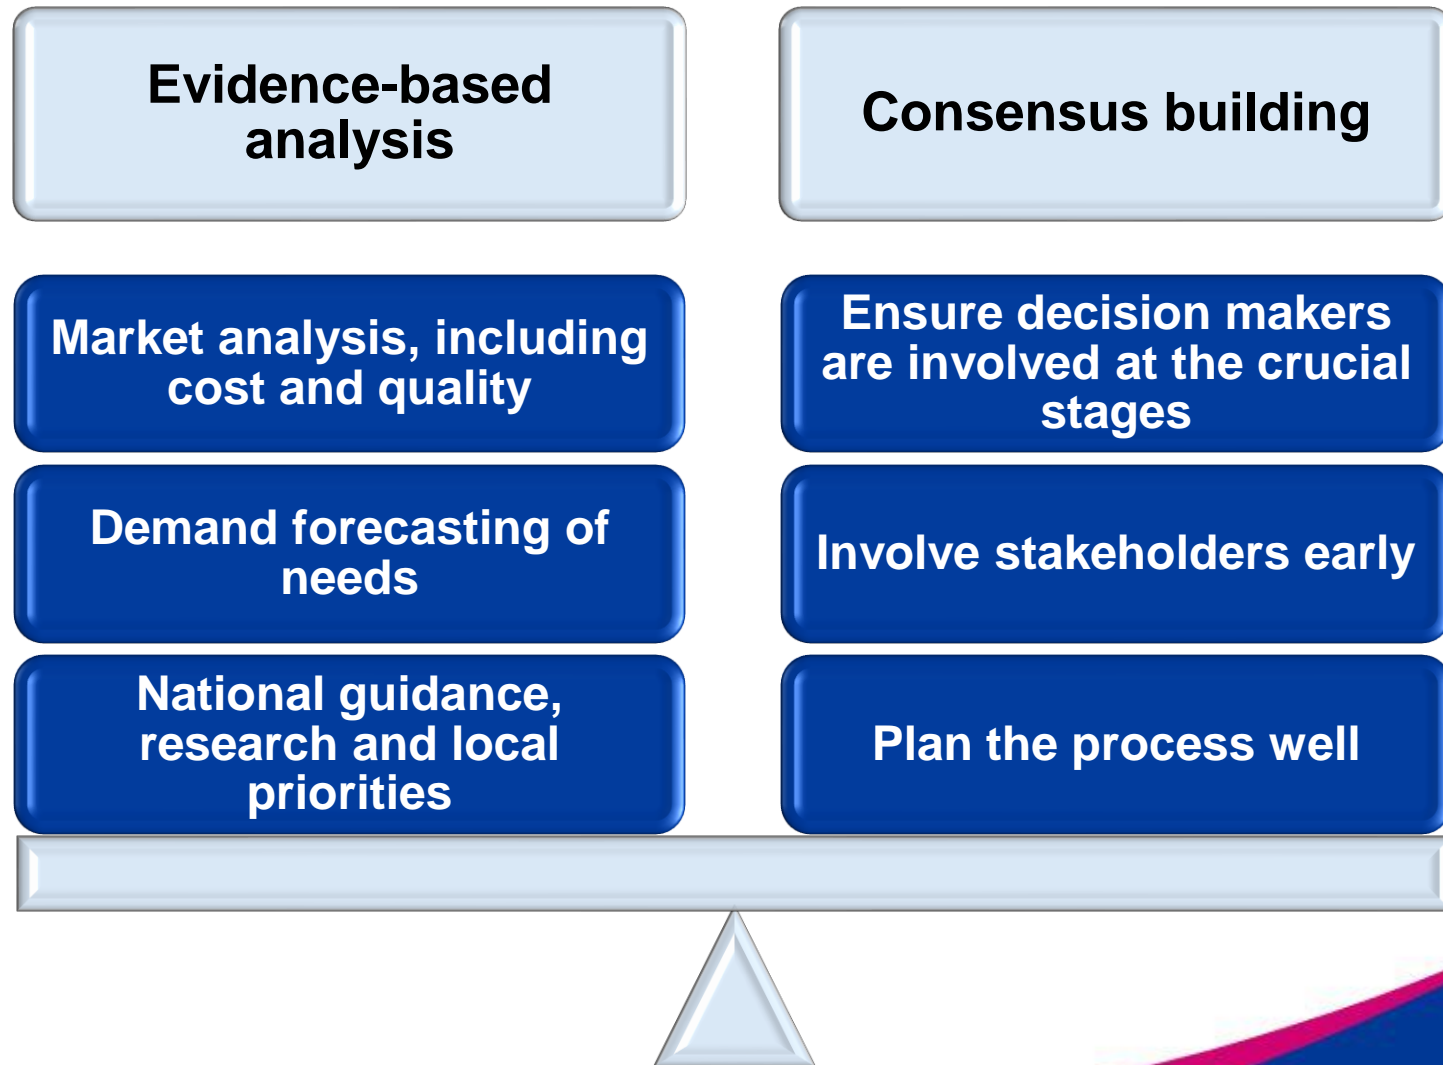 Evidence-based
analysis
Consensus building
Market analysis, including
cost and quality
Demand forecasting of
needs
National guidance,
research and local
priorities
Ensure decision makers
are involved at the crucial
stages
Involve stakeholders early
Plan the process well